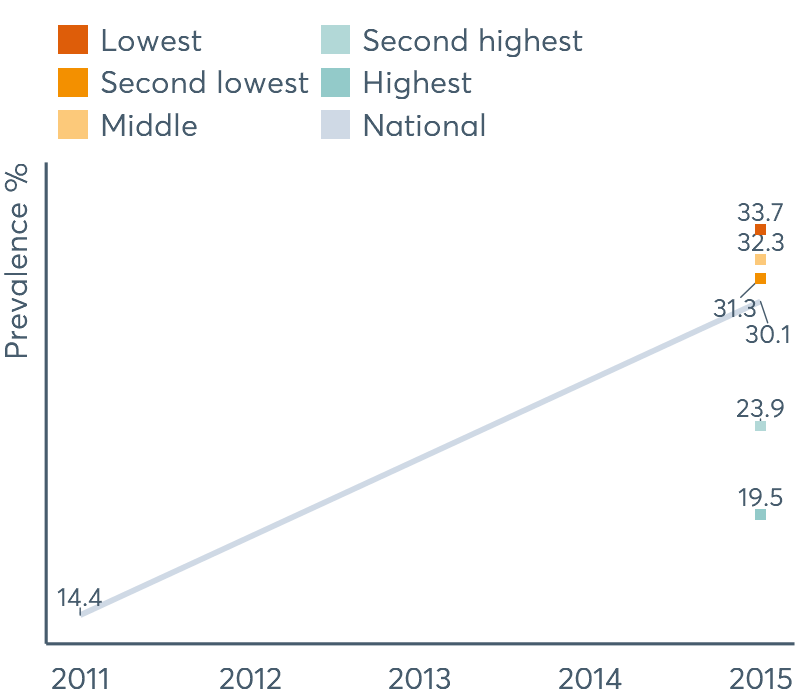 Lowest
Second lowest
Middle
Second highest
Highest
National
Prevalence %
33.7
32.3
31.3
30.1
23.9
19.5
14.4
2011 2012 2013 2014 2015